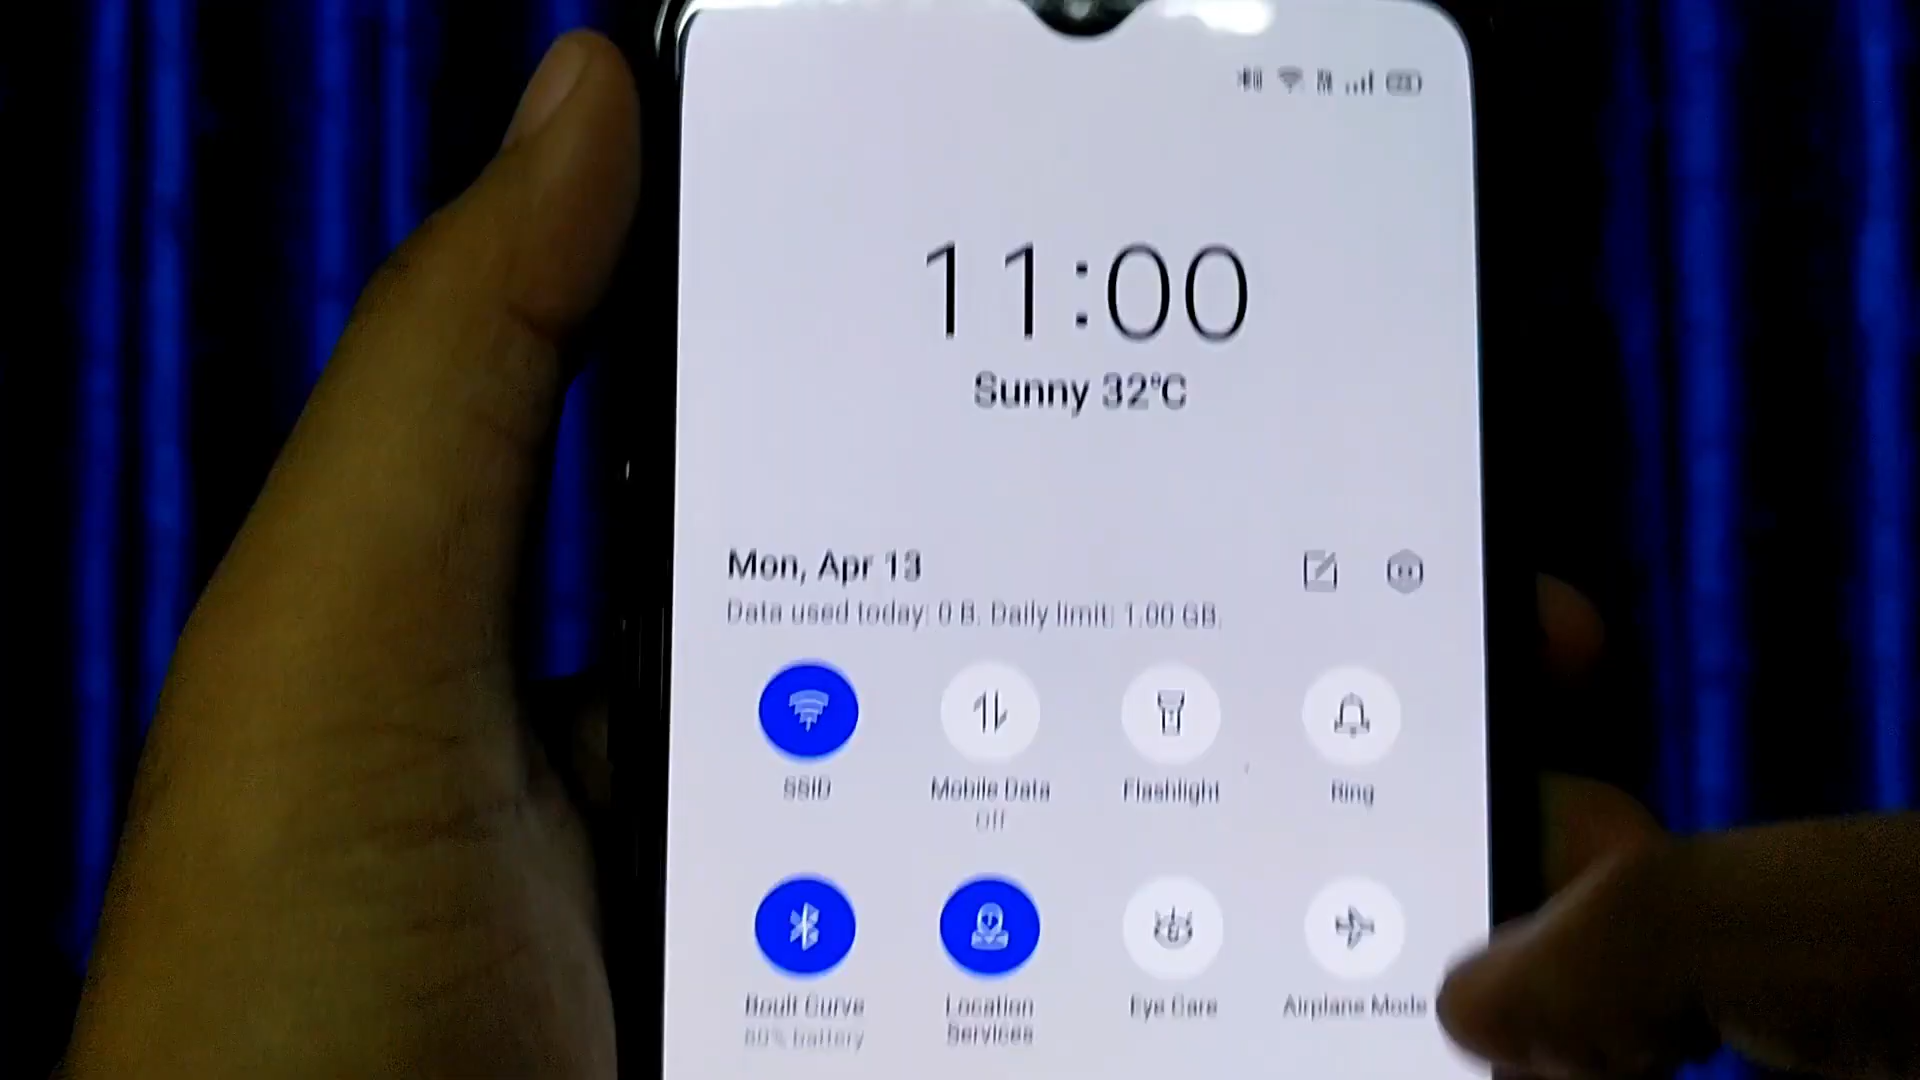 11:00
Sunny 32°C
Mon, Apr 13
Data used today: 0 B. Daily limit: 1.00 GB.
SSID
Mobile Data
Off
Flashlight
Ring
Boult Curve
battery
Location
Services
Eye Care
Airplane Mode